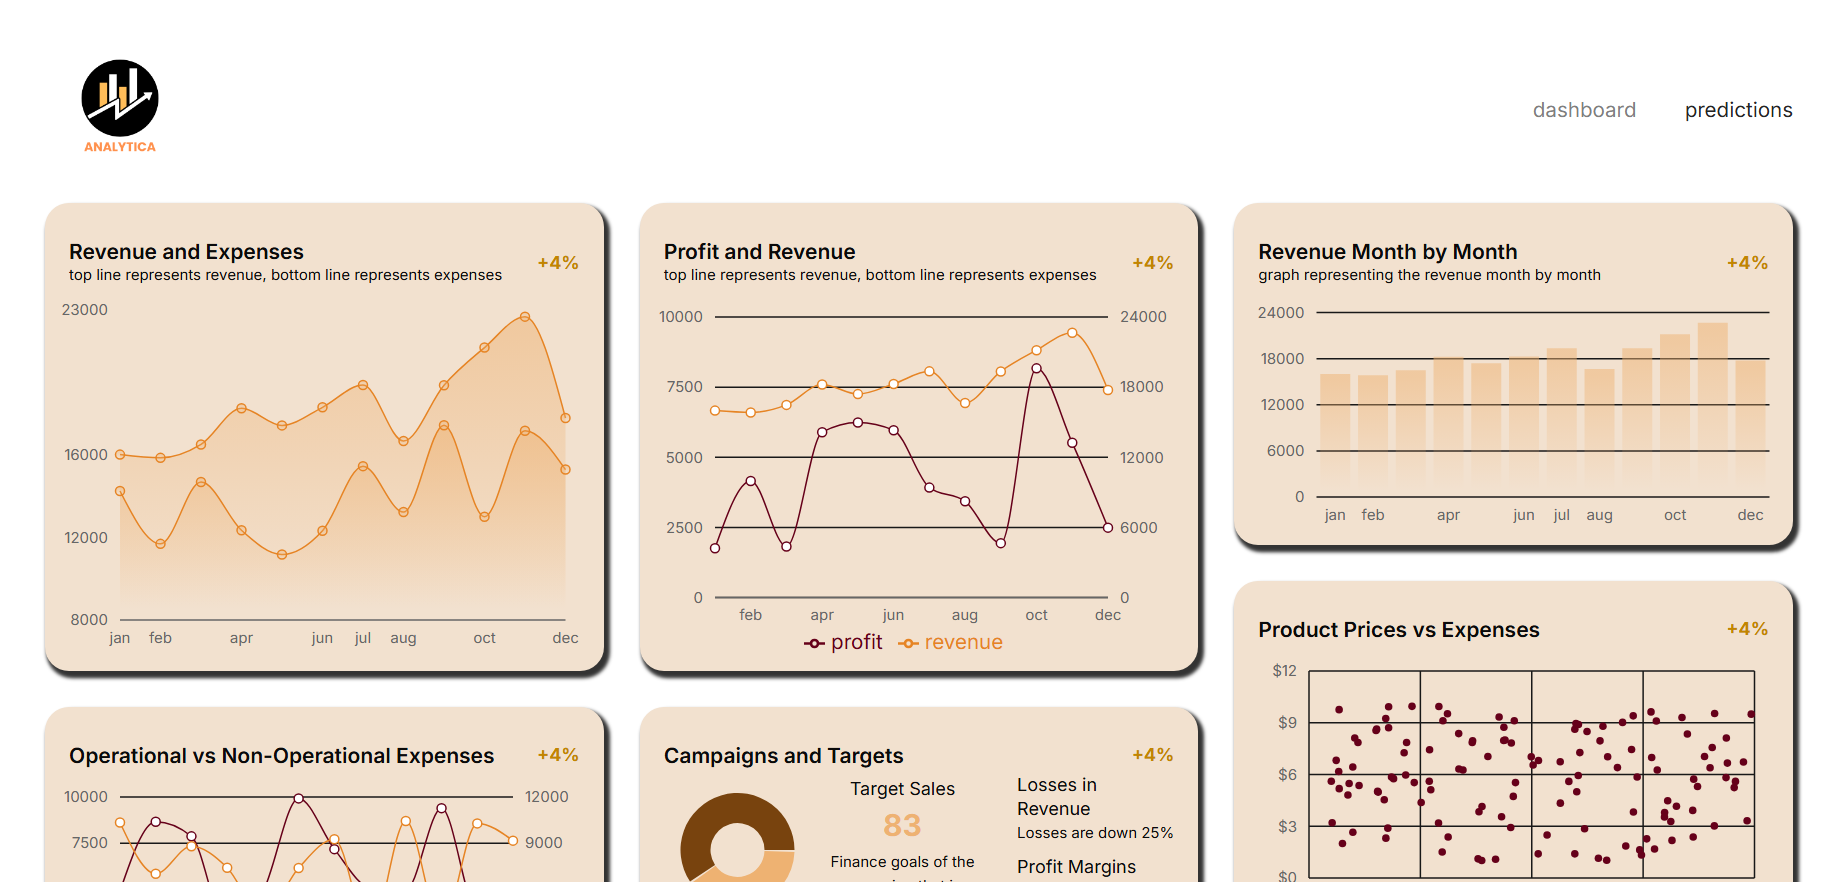 ANALYTICA
dashboard predictions
Revenue and Expenses
top line represents revenue, bottom line represents expenses
+4%
23000
16000
12000
8000
jan feb apr jun jul aug oct dec
Profit and Revenue
top line represents revenue, bottom line represents expenses
+4%
10000 24000
7500 18000
5000 12000
2500 6000
0 0
feb apr jun aug oct dec
profit revenue
Revenue Month by Month
graph representing the revenue month by month
+4%
24000
18000
12000
6000
0
jan feb apr jun jul aug oct dec
Operational vs Non-Operational Expenses
+4%
10000 12000
7500 9000
Campaigns and Targets
+4%
Target Sales
83
Finance goals of the
Losses in
Revenue
Losses are down 25%
Profit Margins
Product Prices vs Expenses
+4%
$12
$9
$6
$3
$0